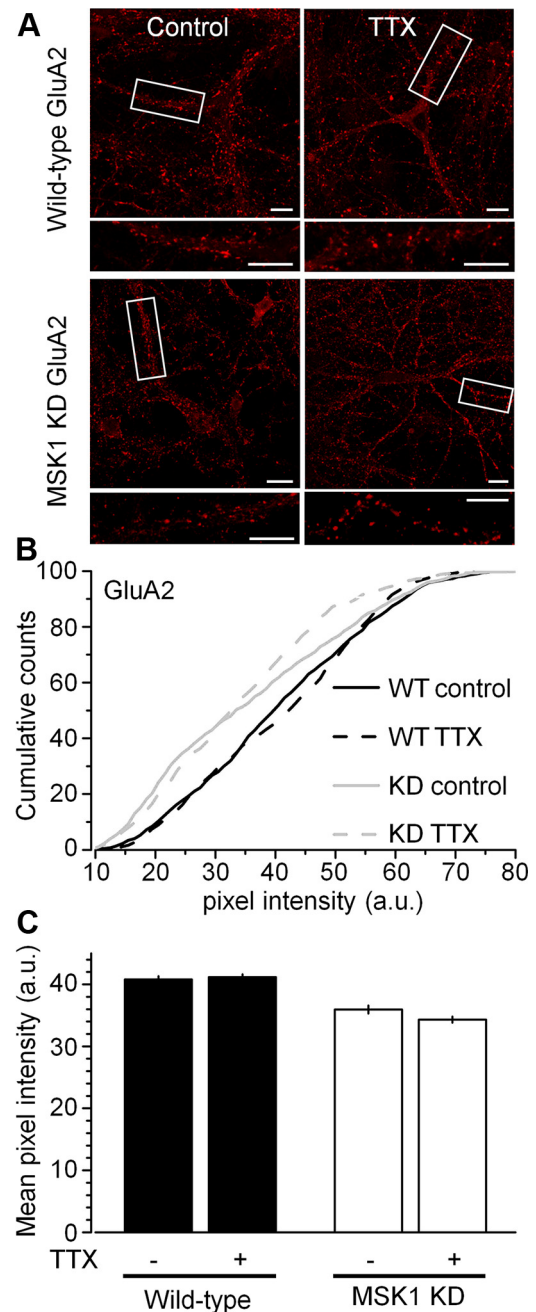 A
Control
TTX
Wild-type GluA2
MSK1 KD GluA2
B
GluA2
Cumulative counts
100
80
60
40
20
0
WT control
WT TTX
KD control
KD TTX
10 20 30 40 50 60 70 80
pixel intensity (a.u.)
C
Mean pixel intensity (a.u.)
40
30
20
10
0
TTX - + - +
Wild-type MSK1 KD